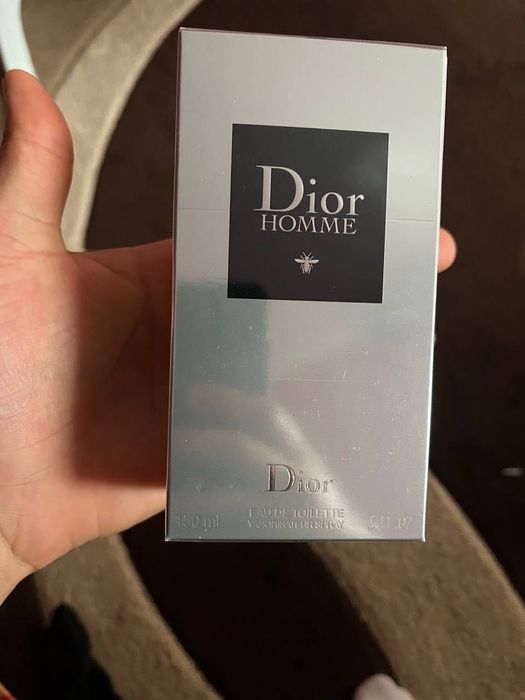 Dior
HOMME
Dior
EAU DE TOILETTE
VAPORISATEUR SPRAY
150 ml